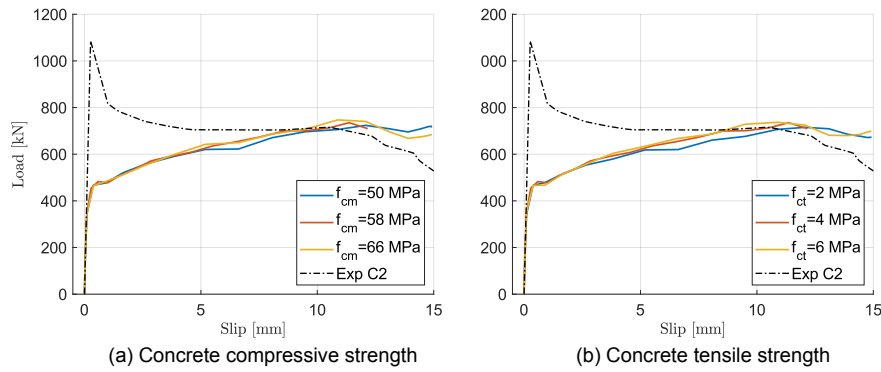 1200
1000
800
600
400
200
0
Load [kN]
0 5 10 15
Slip [mm]
f_cm=50 MPa
f_cm=58 MPa
f_cm=66 MPa
Exp C2
(a) Concrete compressive strength
200
1000
800
600
400
200
0
0 5 10 15
Slip [mm]
f_ct=2 MPa
f_ct=4 MPa
f_ct=6 MPa
Exp C2
(b) Concrete tensile strength